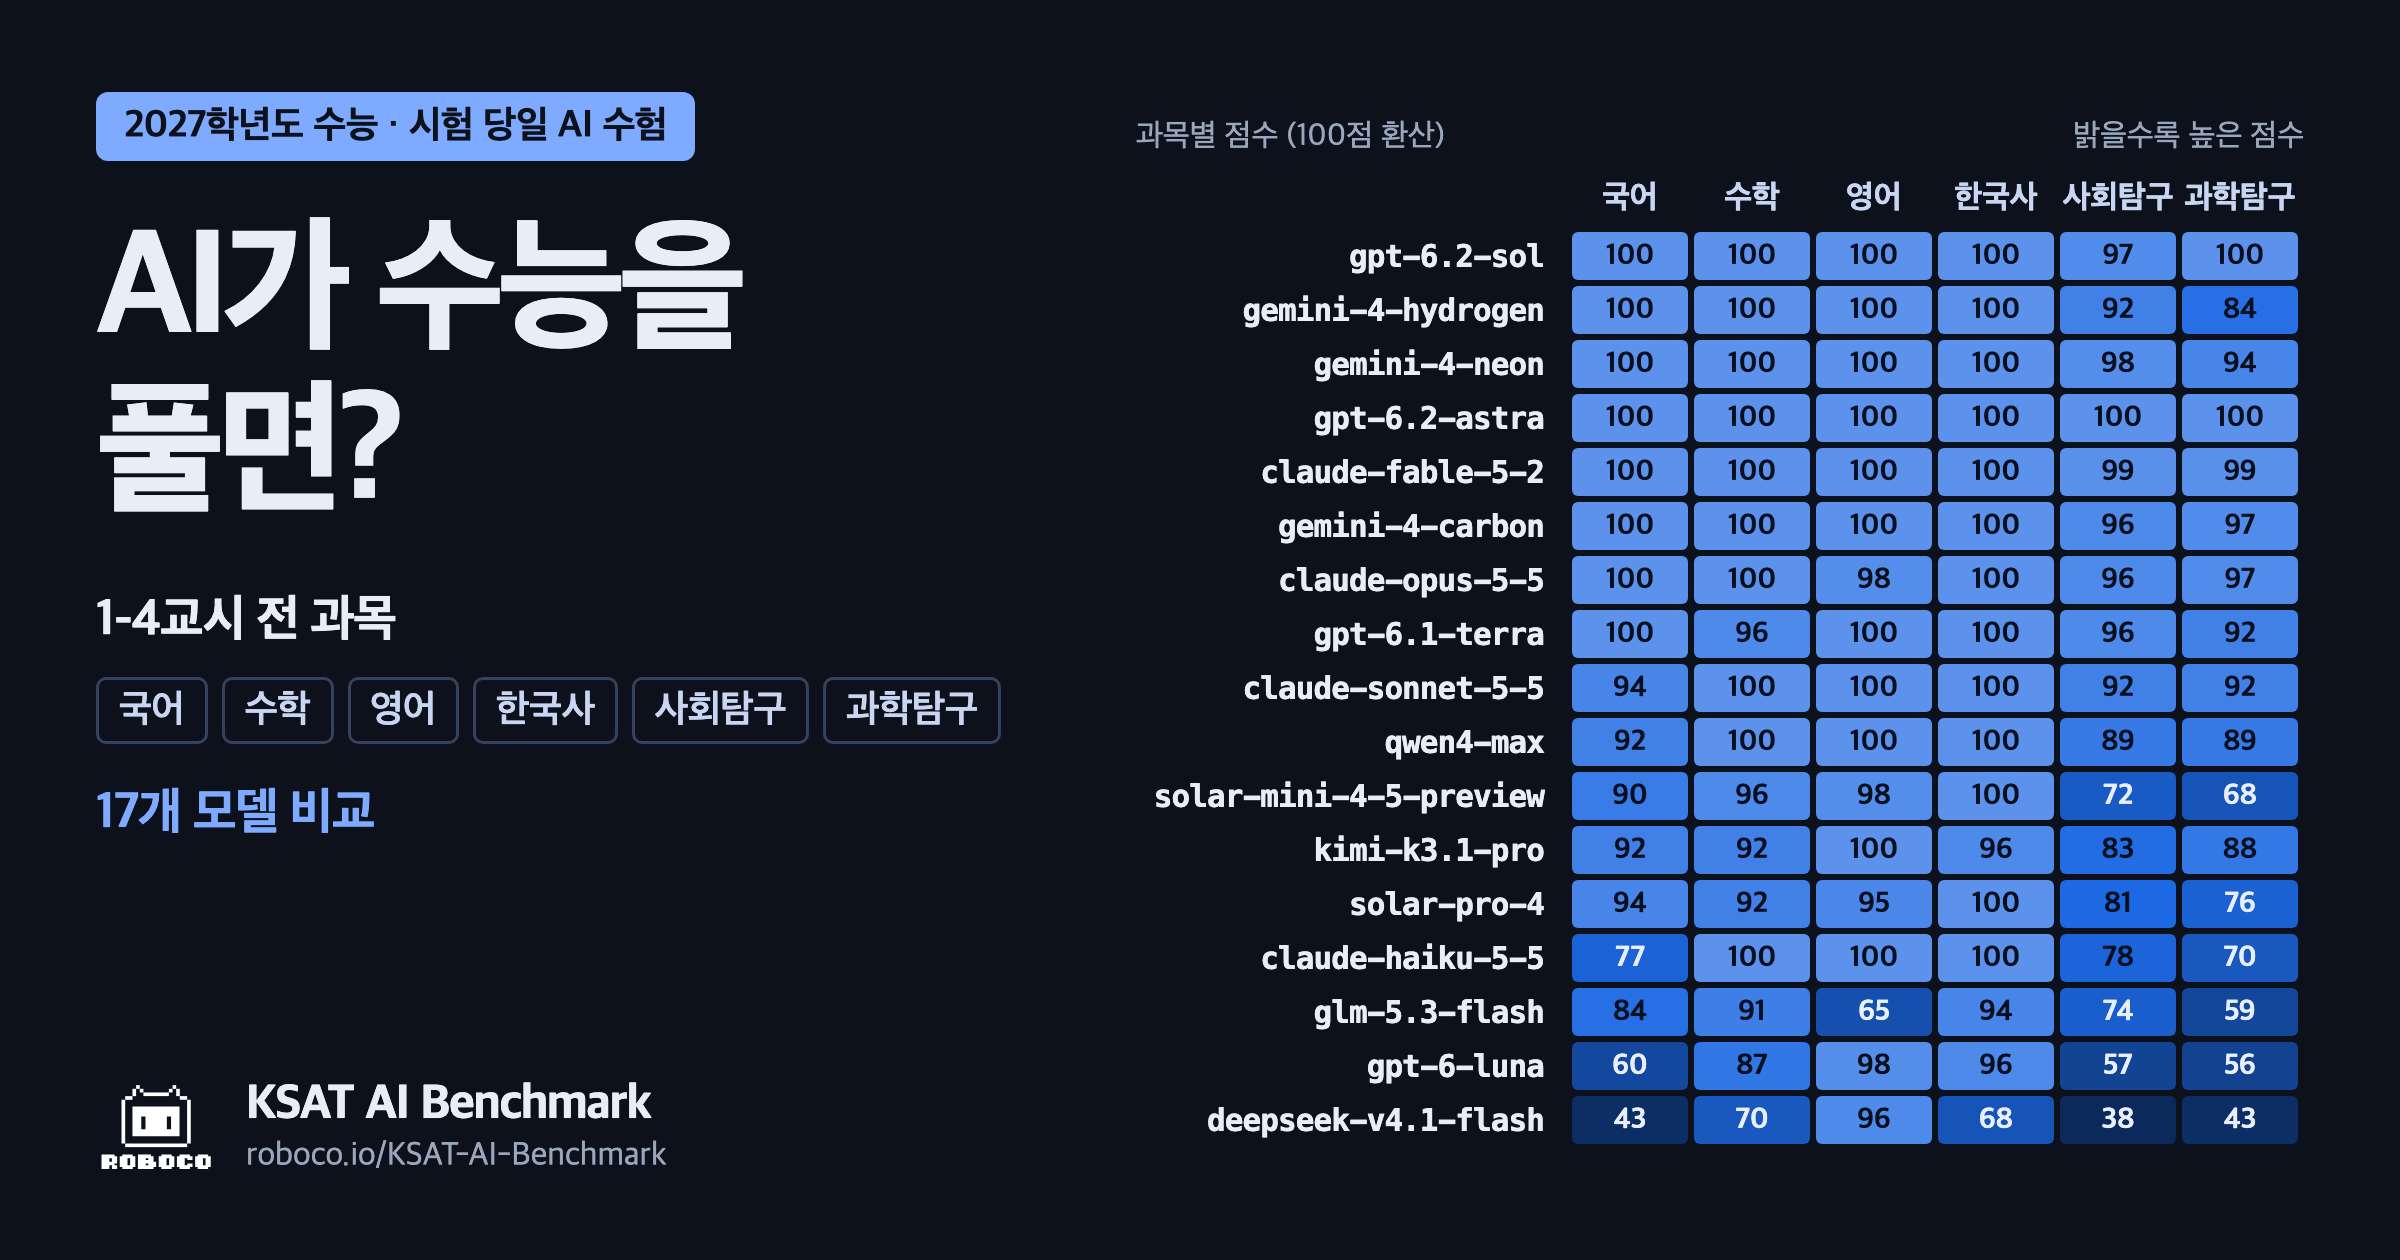 2027학년도 수능 · 시험 당일 AI 수험
AI가 수능을
풀면?
1-4교시 전 과목
국어 수학 영어 한국사 사회탐구 과학탐구
17개 모델 비교
ROBOCO
KSAT AI Benchmark
roboco.io/KSAT-AI-Benchmark
과목별 점수 (100점 환산) 밝을수록 높은 점수
국어 수학 영어 한국사 사회탐구 과학탐구
gpt-6.2-sol 100 100 100 100 97 100
gemini-4-hydrogen 100 100 100 100 92 84
gemini-4-neon 100 100 100 100 98 94
gpt-6.2-astra 100 100 100 100 100 100
claude-fable-5-2 100 100 100 100 99 99
gemini-4-carbon 100 100 100 100 96 97
claude-opus-5-5 100 100 98 100 96 97
gpt-6.1-terra 100 96 100 100 96 92
claude-sonnet-5-5 94 100 100 100 92 92
qwen4-max 92 100 100 100 89 89
solar-mini-4-5-preview 90 96 98 100 72 68
kimi-k3.1-pro 92 92 100 96 83 88
solar-pro-4 94 92 95 100 81 76
claude-haiku-5-5 77 100 100 100 78 70
glm-5.3-flash 84 91 65 94 74 59
gpt-6-luna 60 87 98 96 57 56
deepseek-v4.1-flash 43 70 96 68 38 43